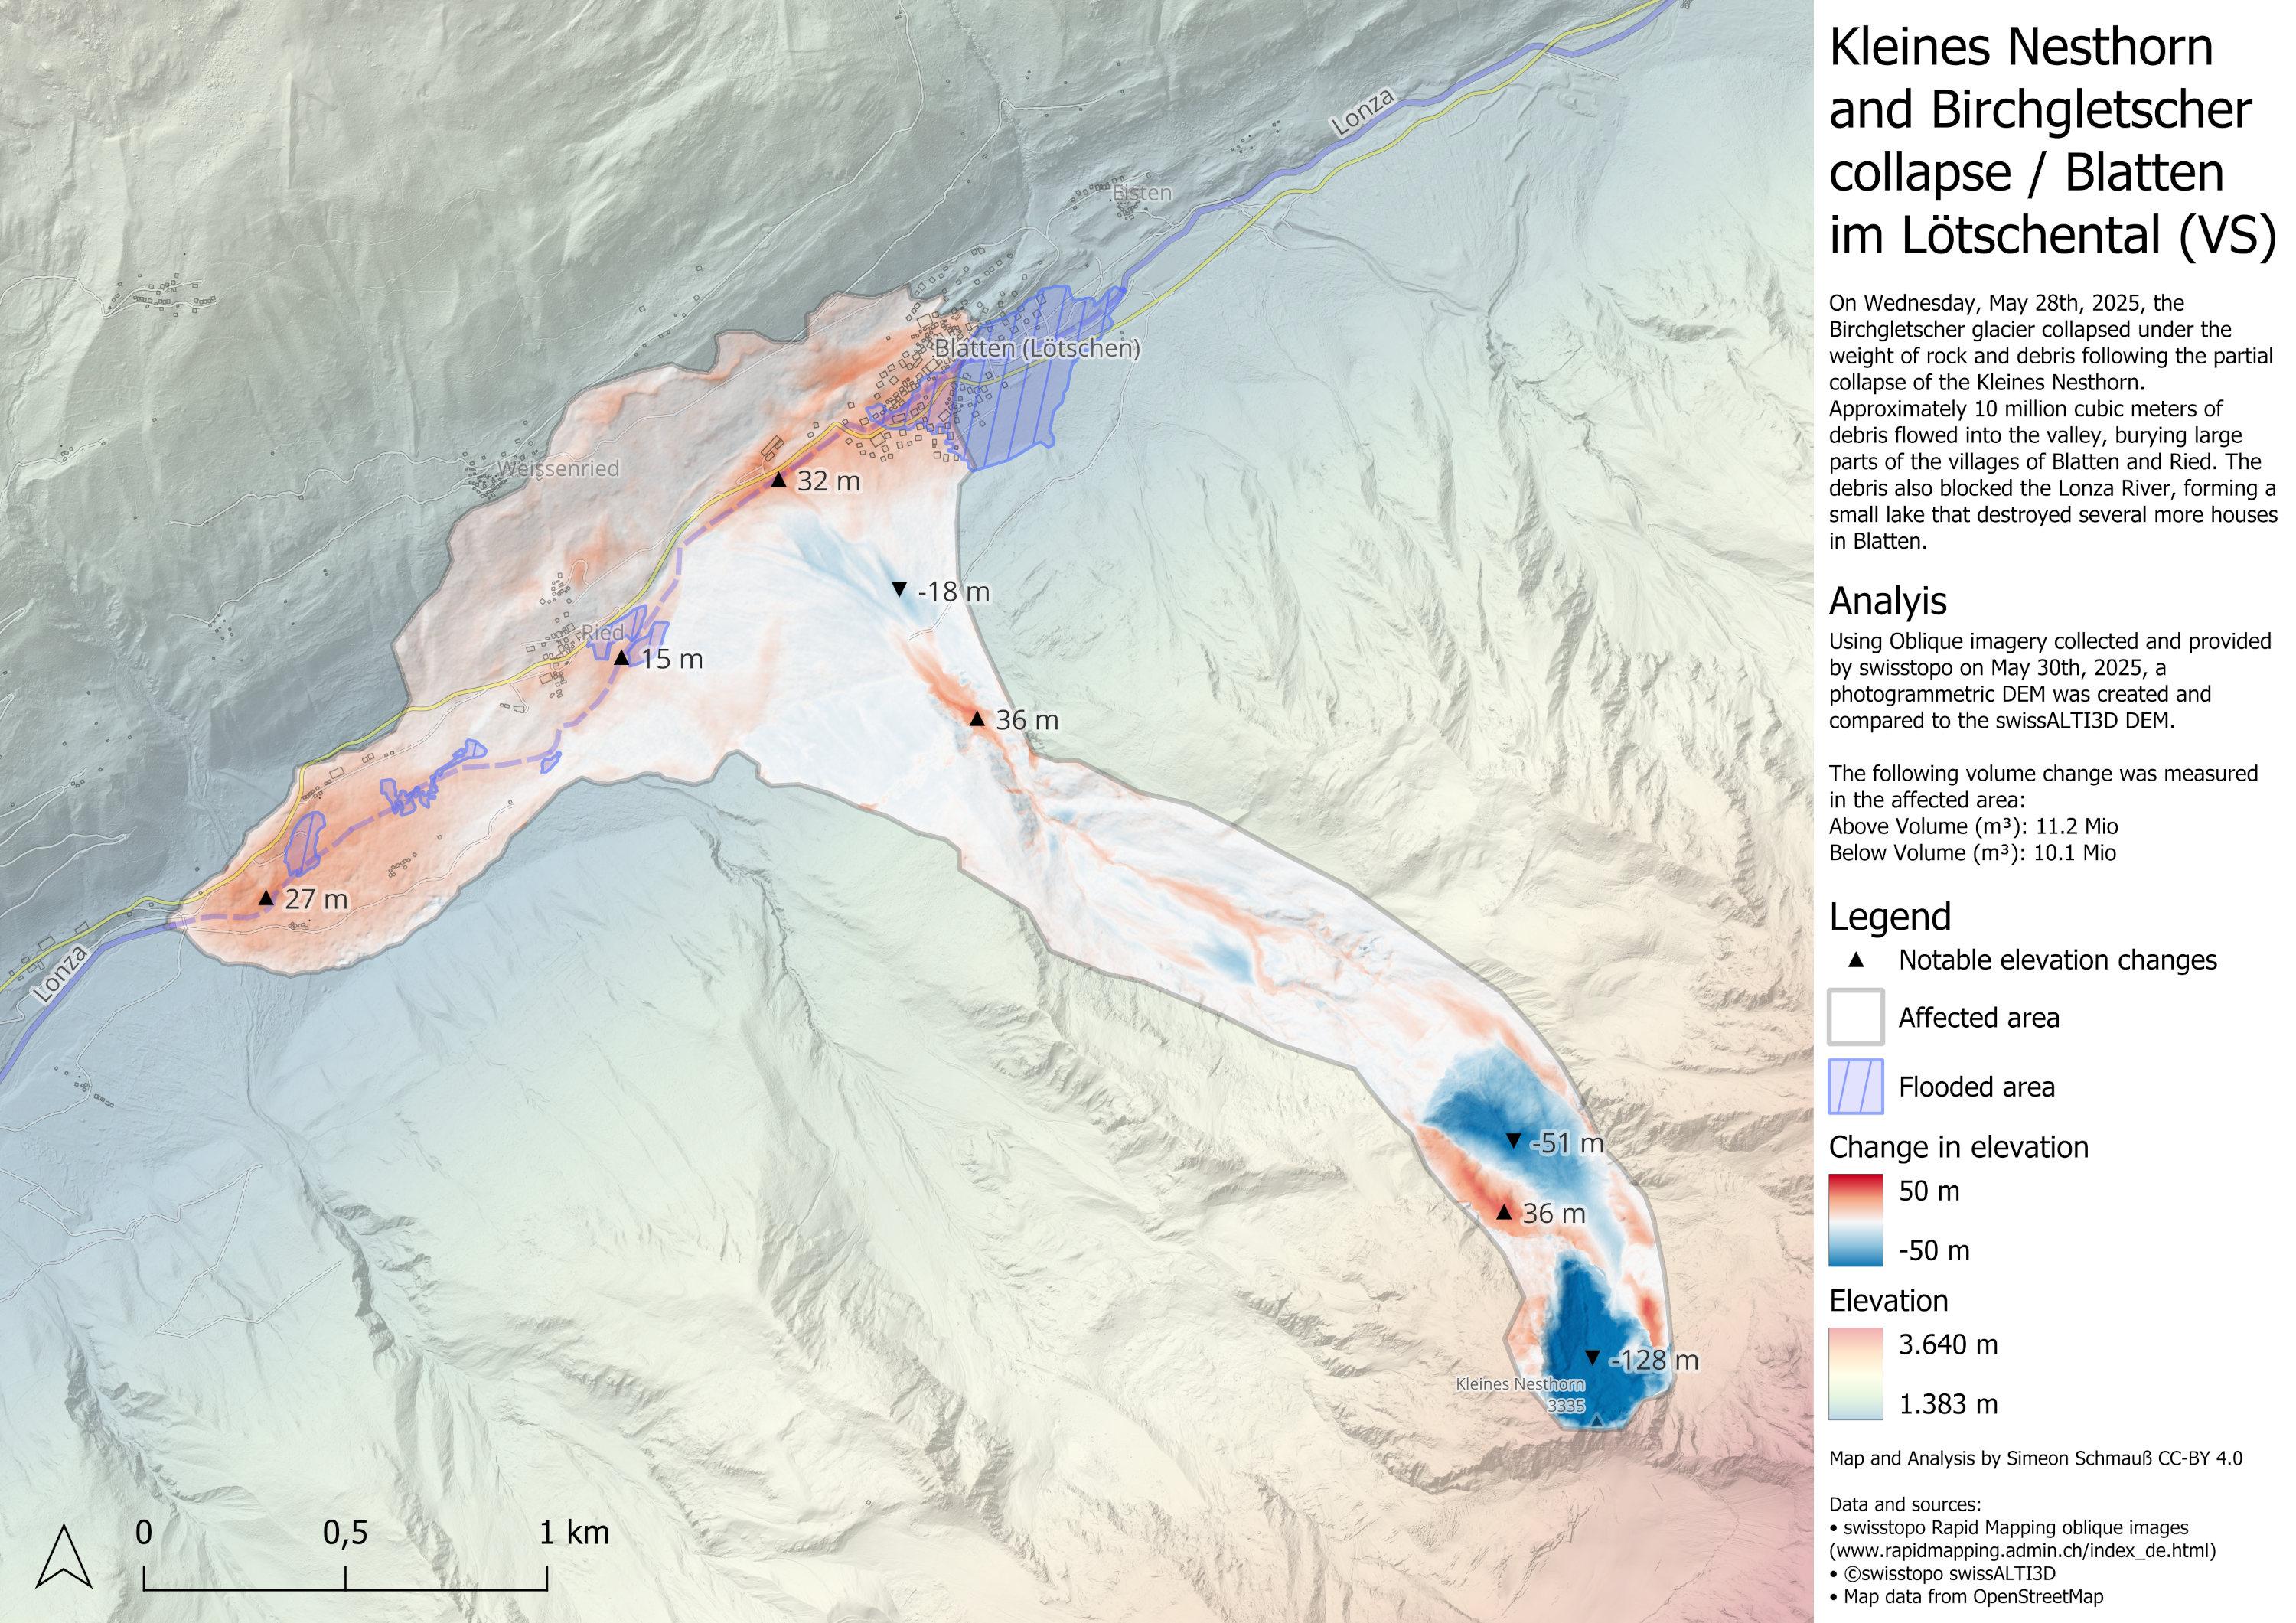 Kleines Nesthorn
and Birchgletscher
collapse / Blatten
im Lötschental (VS)
On Wednesday, May 28th, 2025, the
Birchgletscher glacier collapsed under the
weight of rock and debris following the partial
collapse of the Kleines Nesthorn.
Approximately 10 million cubic meters of
debris flowed into the valley, burying large
parts of the villages of Blatten and Ried. The
debris also blocked the Lonza River, forming a
small lake that destroyed several more houses
in Blatten.
Analyis
Using Oblique imagery collected and provided
by swisstopo on May 30th, 2025, a
photogrammetric DEM was created and
compared to the swissALTI3D DEM.
The following volume change was measured
in the affected area:
Above Volume (m³): 11.2 Mio
Below Volume (m³): 10.1 Mio
Legend
Notable elevation changes
Affected area
Flooded area
Change in elevation
50 m
-50 m
Elevation
3.640 m
1.383 m
Map and Analysis by Simeon Schmauß CC-BY 4.0
Data and sources:
• swisstopo Rapid Mapping oblique images
(www.rapidmapping.admin.ch/index_de.html)
• ©swisstopo swissALTI3D
• Map data from OpenStreetMap
Lonza
Eisten
Blatten (Lötschen)
Weissenried
32 m
-18 m
Ried
15 m
36 m
27 m
Lonza
-51 m
36 m
-128 m
Kleines Nesthorn
3335
0 0,5 1 km